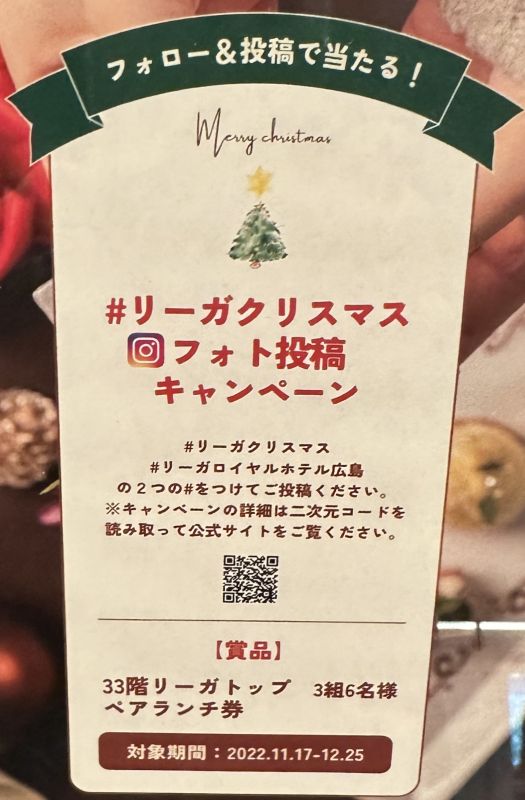 フォロー＆投稿で当たる！
Merry christmas
#リーガクリスマス
フォト投稿
キャンペーン
#リーガクリスマス
#リーガロイヤルホテル広島
の２つの#をつけてご投稿ください。
※キャンペーンの詳細は二次元コードを
読み取って公式サイトをご覧ください。
【賞品】
33階リーガトップ　3組6名様
ペアランチ券
対象期間：2022.11.17-12.25